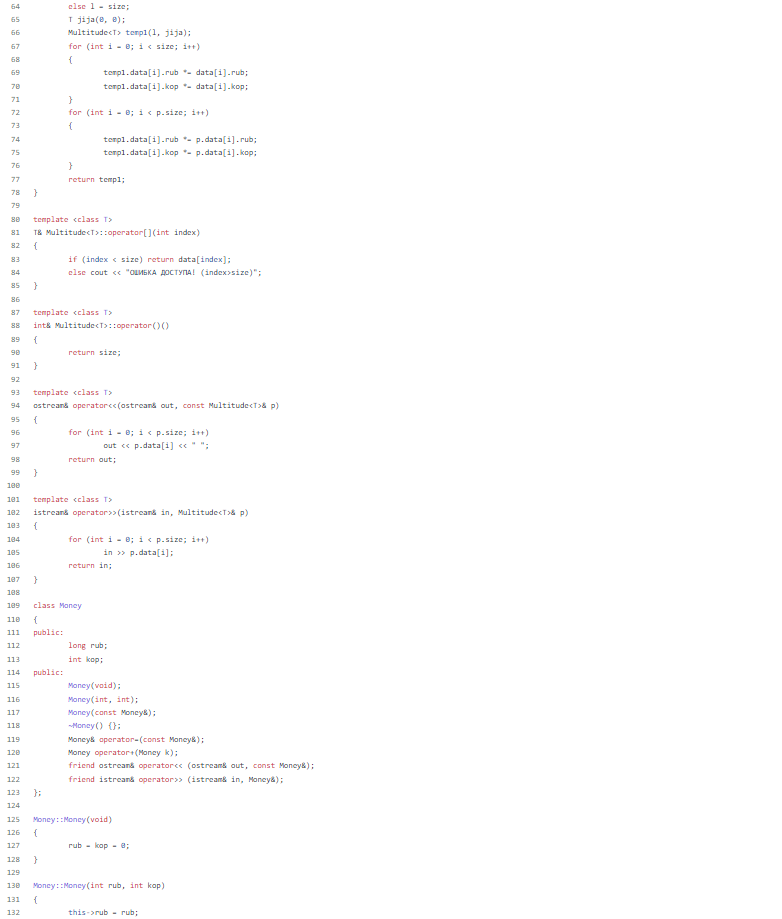 64 else l = size;
65 T jija(0, 0);
66 Multitude<T> temp1(l, jija);
67 for (int i = 0; i < size; i++)
68 {
69 temp1.data[i].rub *= data[i].rub;
70 temp1.data[i].kop *= data[i].kop;
71 }
72 for (int i = 0; i < p.size; i++)
73 {
74 temp1.data[i].rub *= p.data[i].rub;
75 temp1.data[i].kop *= p.data[i].kop;
76 }
77 return temp1;
78 }
79
80 template <class T>
81 T& Multitude<T>::operator[](int index)
82 {
83 if (index < size) return data[index];
84 else cout << "ОШИБКА ДОСТУПА! (index>size)";
85 }
86
87 template <class T>
88 int& Multitude<T>::operator()()
89 {
90 return size;
91 }
92
93 template <class T>
94 ostream& operator<<(ostream& out, const Multitude<T>& p)
95 {
96 for (int i = 0; i < p.size; i++)
97 out << p.data[i] << " ";
98 return out;
99 }
100
101 template <class T>
102 istream& operator>>(istream& in, Multitude<T>& p)
103 {
104 for (int i = 0; i < p.size; i++)
105 in >> p.data[i];
106 return in;
107 }
108
109 class Money
110 {
111 public:
112 long rub;
113 int kop;
114 public:
115 Money(void);
116 Money(int, int);
117 Money(const Money&);
118 ~Money() {};
119 Money& operator=(const Money&);
120 Money operator+(Money k);
121 friend ostream& operator<< (ostream& out, const Money&);
122 friend istream& operator>> (istream& in, Money&);
123 };
124
125 Money::Money(void)
126 {
127 rub = kop = 0;
128 }
129
130 Money::Money(int rub, int kop)
131 {
132 this->rub = rub;